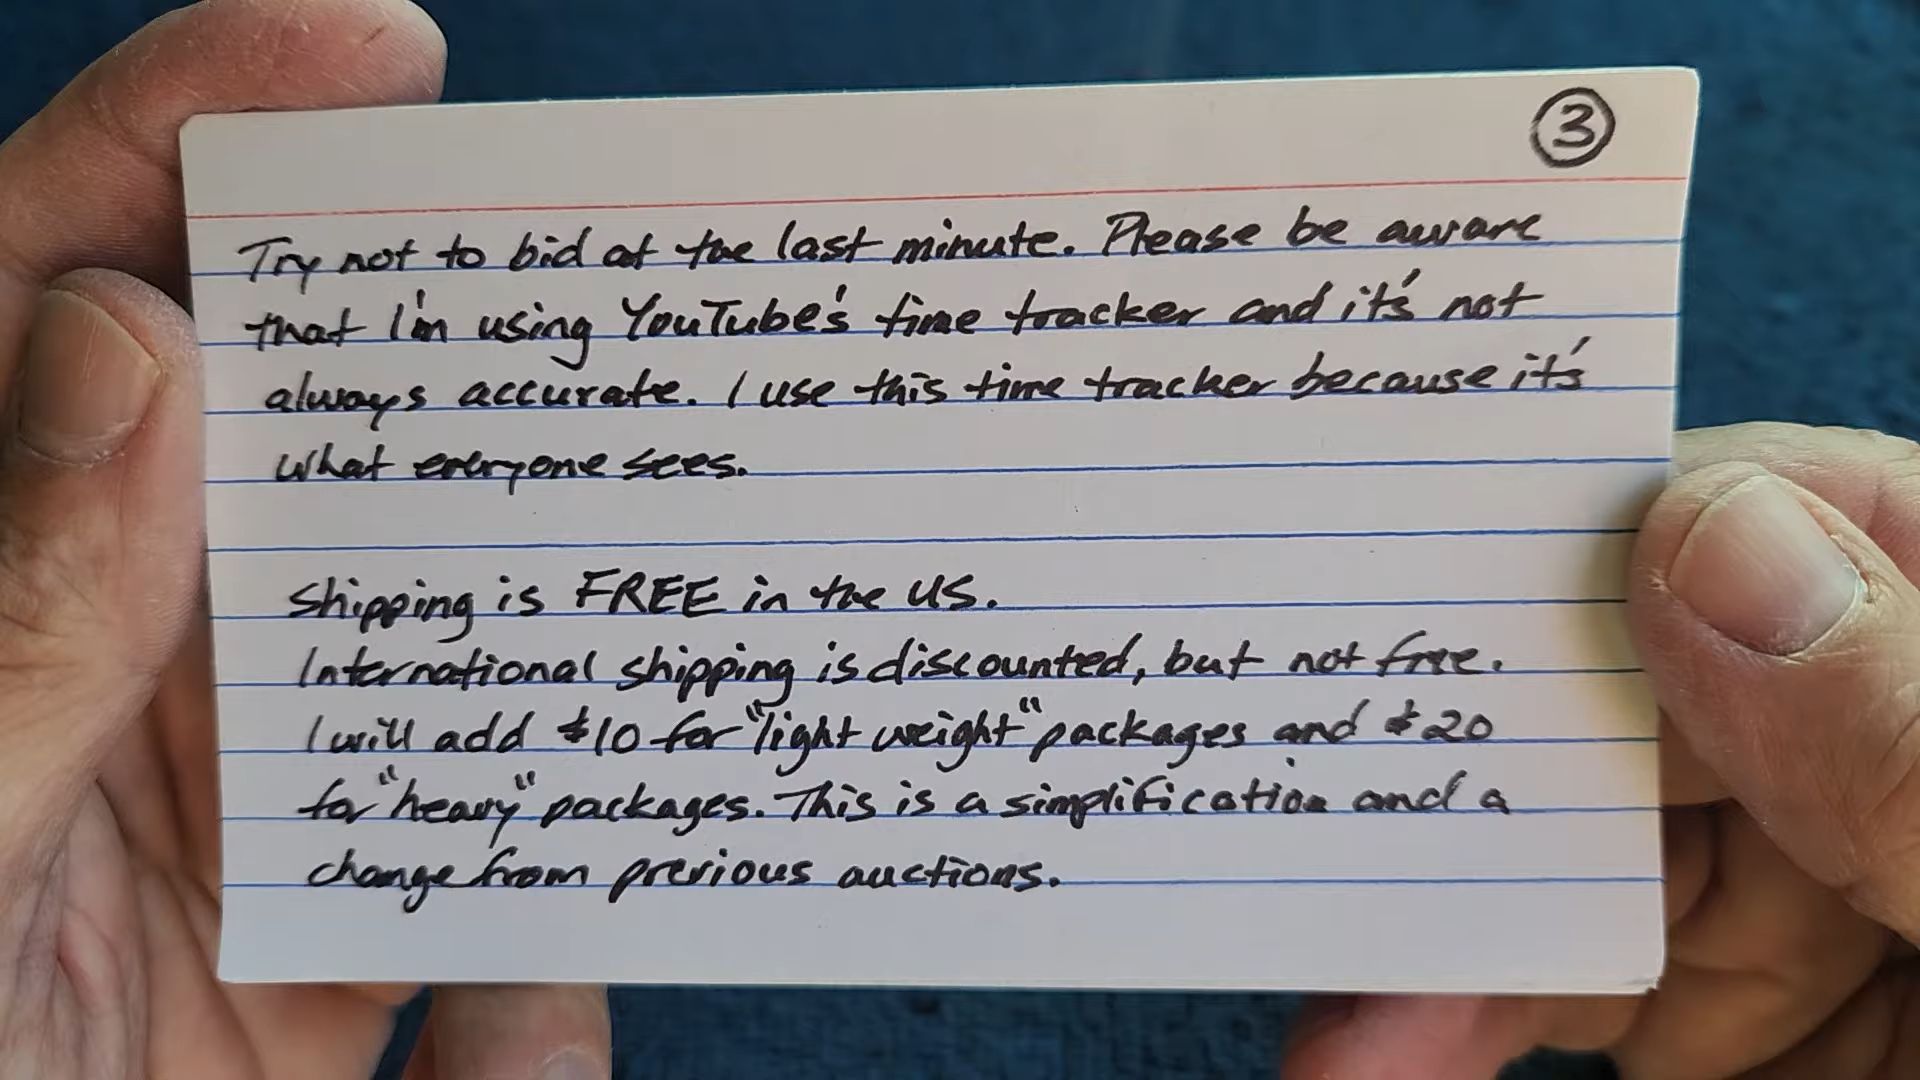 3
Try not to bid at the last minute. Please be aware
that I'm using YouTube's time tracker and it's not
always accurate. I use this time tracker because it's
what everyone sees.
Shipping is FREE in the US.
International shipping is discounted, but not free.
I will add $10 for "light weight" packages and $20
for "heavy" packages. This is a simplification and a
change from previous auctions.